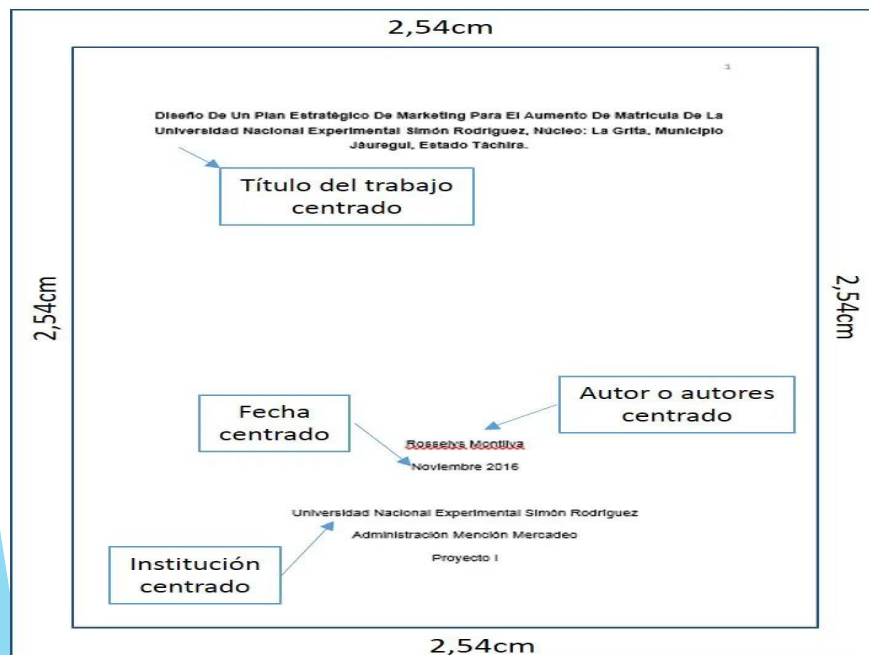 2,54cm
1
Diseño De Un Plan Estratégico De Marketing Para El Aumento De Matricula De La
Universidad Nacional Experimental Simón Rodríguez, Núcleo: La Grita, Municipio
Jáuregui, Estado Táchira.
Título del trabajo
centrado
2,54cm
2,54cm
Autor o autores
centrado
Fecha
centrado
Rosselys Montilva
Noviembre 2016
Universidad Nacional Experimental Simón Rodríguez
Administración Mención Mercadeo
Proyecto I
Institución
centrado
2,54cm